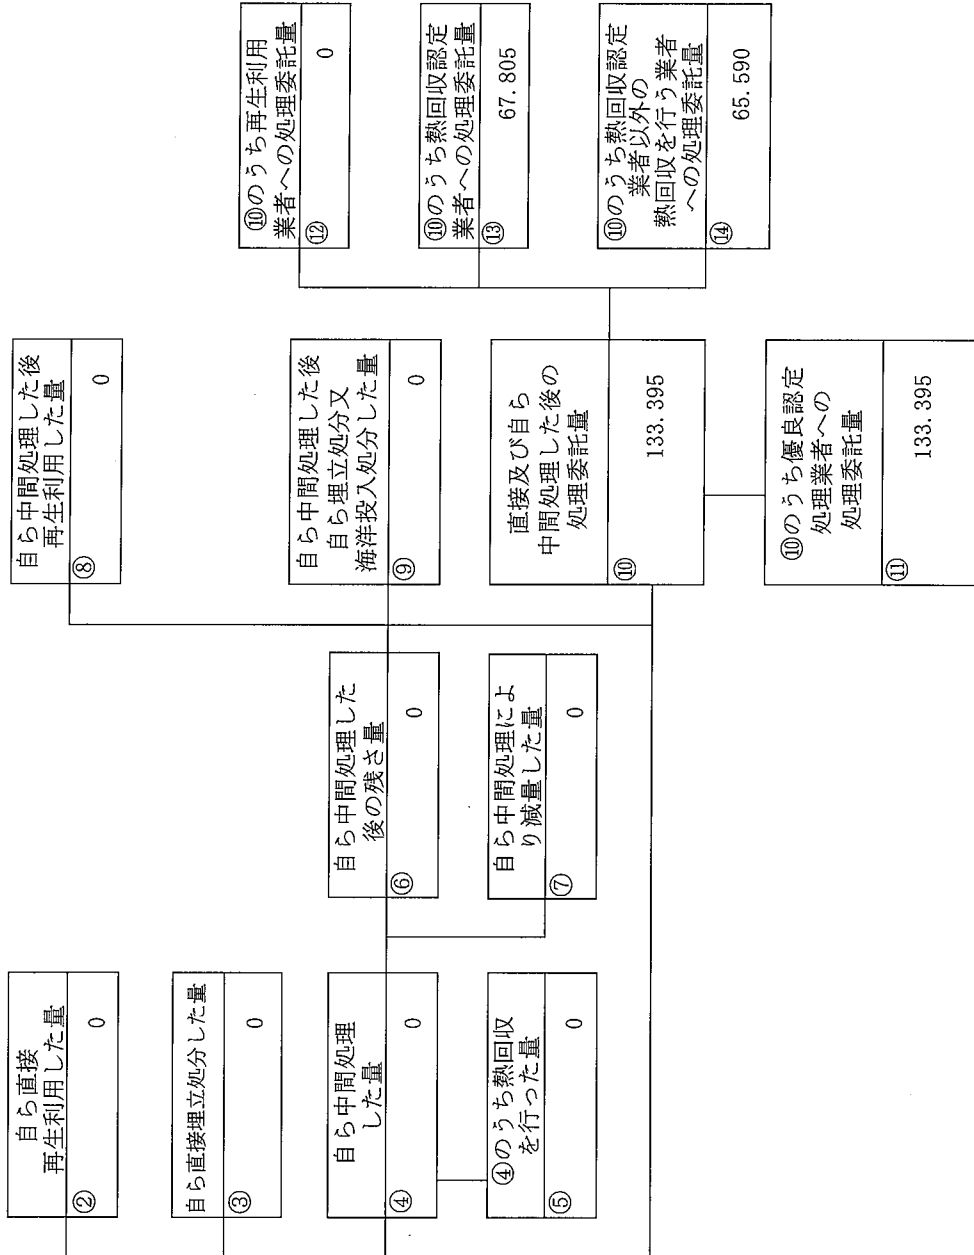 自ら直接
再生利用した量
②
0
自ら直接埋立処分した量
③
0
自ら中間処理
した量
④
0
④のうち熱回収
を行った量
⑤
0
自ら中間処理した
後の残さ量
⑥
0
自ら中間処理によ
り減量した量
⑦
0
自ら中間処理した後
再生利用した量
⑧
0
自ら中間処理した後
自ら埋立処分又
海洋投入処分した量
⑨
0
直接及び自ら
中間処理した後の
処理委託量
⑩
133.395
⑩のうち優良認定
処理業者への
処理委託量
⑪
133.395
⑩のうち再生利用
業者への処理委託量
⑫
0
⑩のうち熱回収認定
業者への処理委託量
⑬
67.805
⑩のうち熱回収認定
業者以外の
熱回収を行う業者
への処理委託量
⑭
65.590